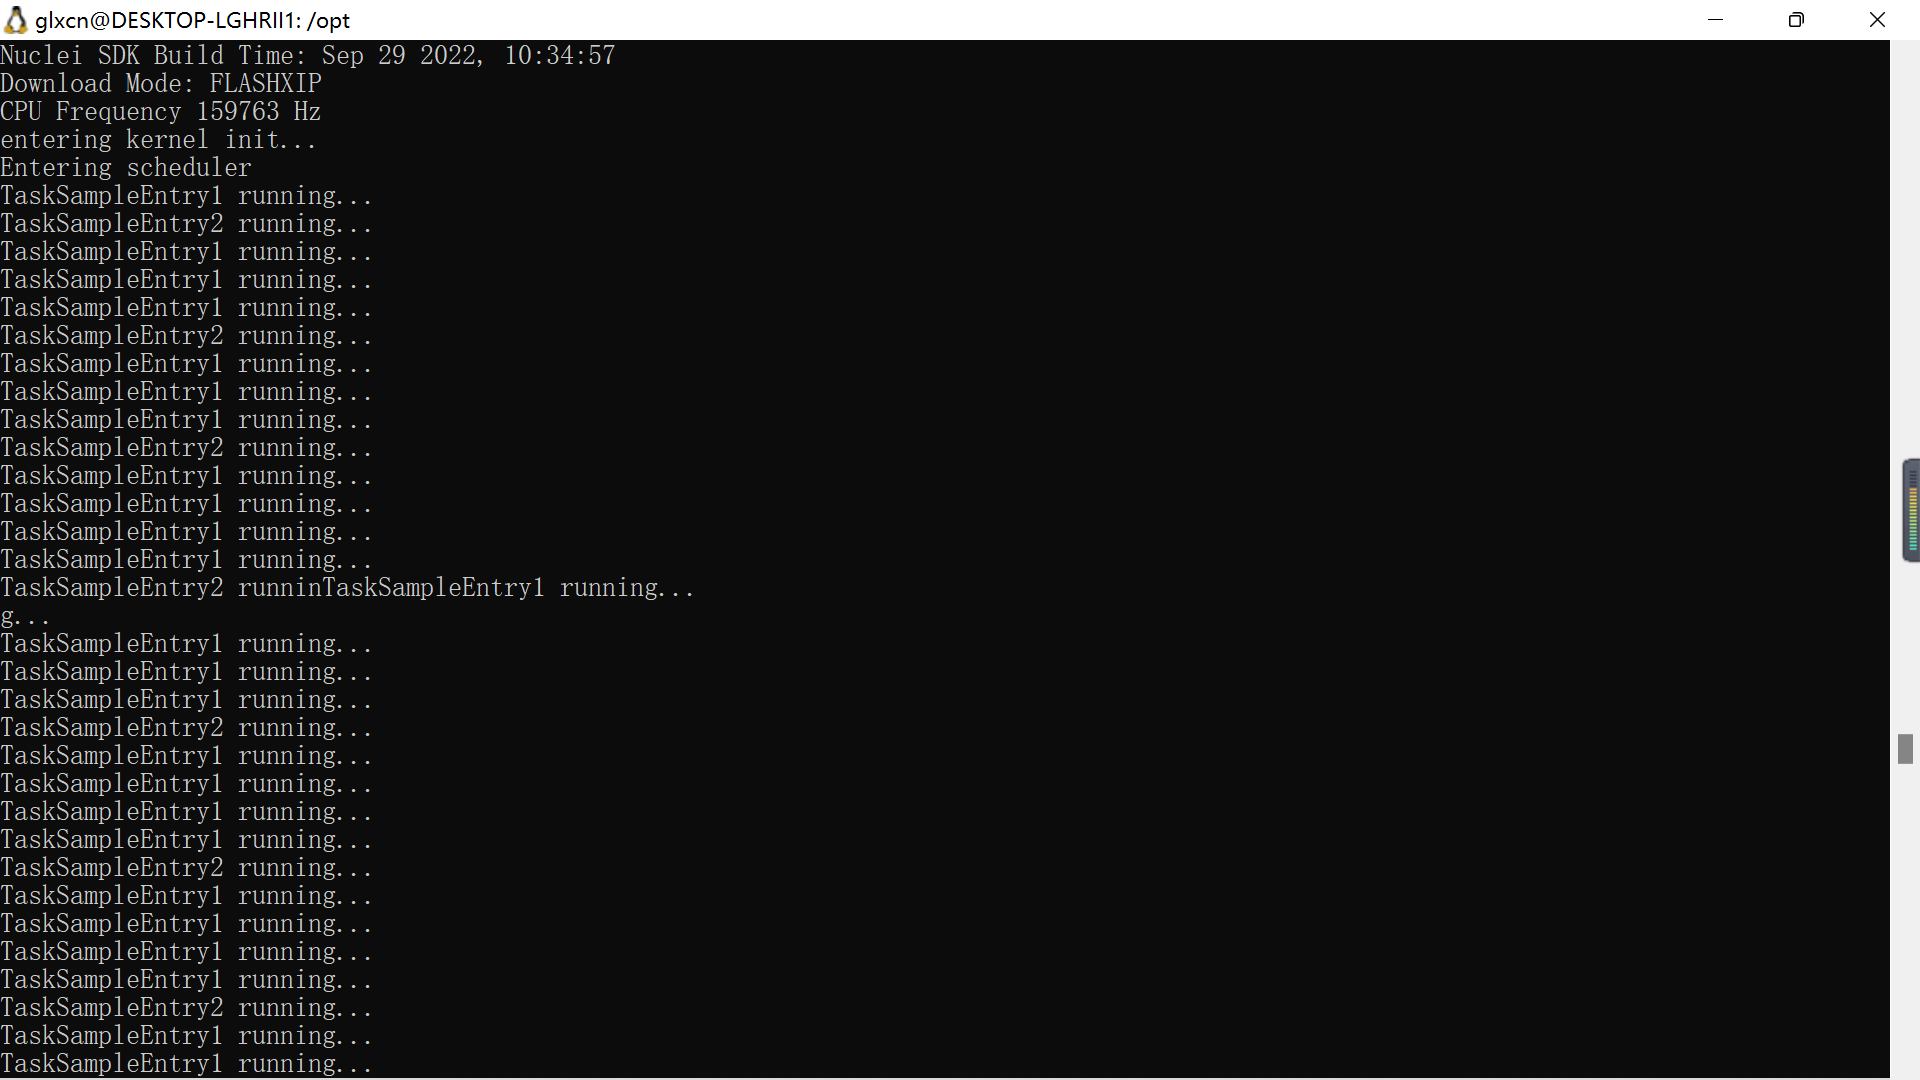 glxcn@DESKTOP-LGHRII1: /opt
Nuclei SDK Build Time: Sep 29 2022, 10:34:57
Download Mode: FLASHXIP
CPU Frequency 159763 Hz
entering kernel init...
Entering scheduler
TaskSampleEntry1 running...
TaskSampleEntry2 running...
TaskSampleEntry1 running...
TaskSampleEntry1 running...
TaskSampleEntry1 running...
TaskSampleEntry2 running...
TaskSampleEntry1 running...
TaskSampleEntry1 running...
TaskSampleEntry1 running...
TaskSampleEntry2 running...
TaskSampleEntry1 running...
TaskSampleEntry1 running...
TaskSampleEntry1 running...
TaskSampleEntry1 running...
TaskSampleEntry2 runninTaskSampleEntry1 running...
g...
TaskSampleEntry1 running...
TaskSampleEntry1 running...
TaskSampleEntry1 running...
TaskSampleEntry2 running...
TaskSampleEntry1 running...
TaskSampleEntry1 running...
TaskSampleEntry1 running...
TaskSampleEntry1 running...
TaskSampleEntry2 running...
TaskSampleEntry1 running...
TaskSampleEntry1 running...
TaskSampleEntry1 running...
TaskSampleEntry1 running...
TaskSampleEntry2 running...
TaskSampleEntry1 running...
TaskSampleEntry1 running...